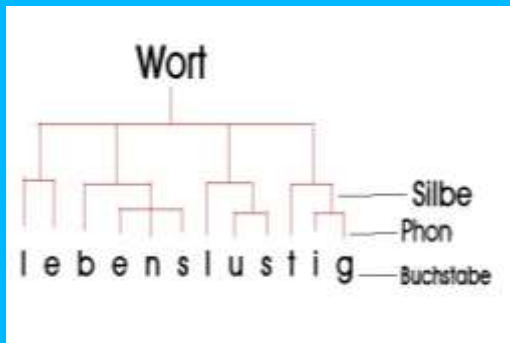 Wort
Silbe
Phon
l e b e n s l u s t i g
Buchstabe